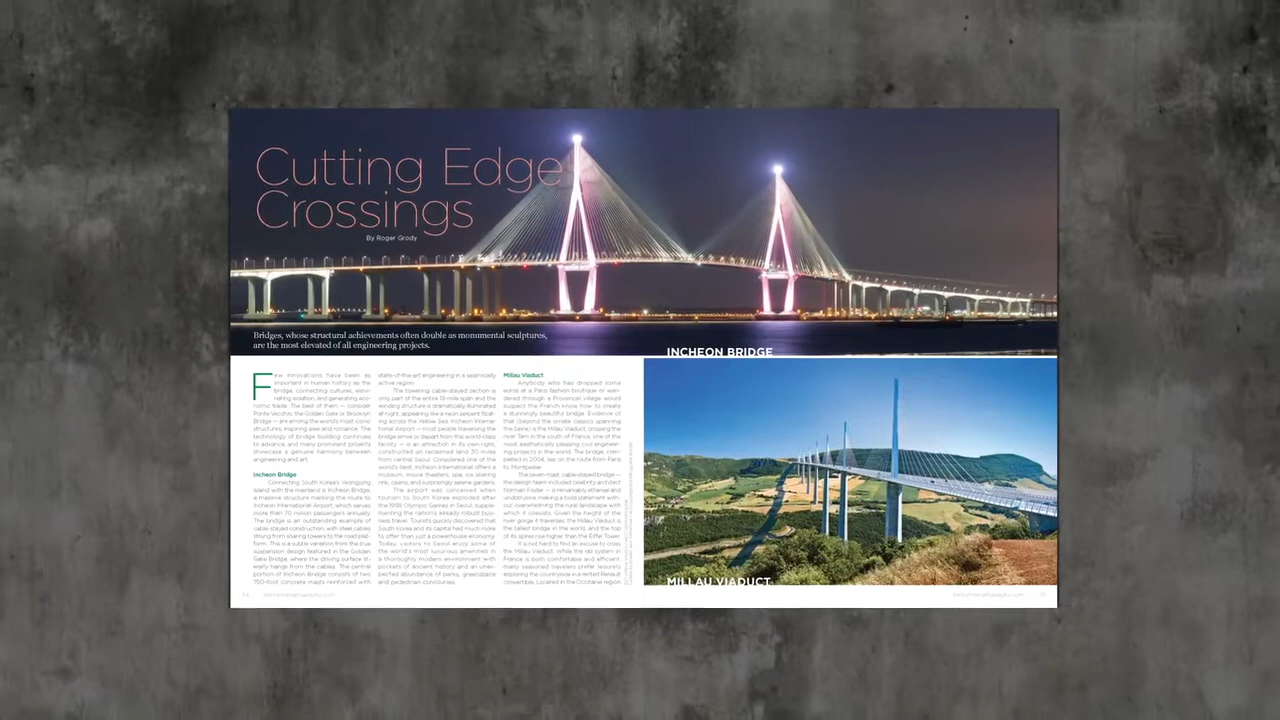 Cutting Edge
Crossings
By Roger Grody
Bridges, whose structural achievements often double as monumental sculptures,
are the most elevated of all engineering projects.
INCHEON BRIDGE
Few innovations have been as
important in human history as the
bridge, connecting cultures,
nating isolation, and generating eco-
nomic trade. The best of them — consider
Ponte Vecchio, the Golden Gate or Brooklyn
Bridge — are among the world's most iconic
structures, inspiring awe and romance. The
technology of bridge building continues
to advance, and many prominent projects
showcase a genuine harmony between
engineering and art.
Incheon Bridge
Connecting South Korea's Yeongjong
Island with the mainland is Incheon Bridge,
a massive structure marking the route to
Incheon International Airport, which serves
more than 70 million passengers annually.
The bridge is an outstanding example of
cable-stayed construction, with steel cables
strung from soaring towers to the road plat-
form. This is a subtle variation from the true
suspension design featured in the Golden
Gate Bridge, where the driving surface lit-
erally hangs from the cables. The central
portion of Incheon Bridge consists of two
750-foot concrete masts reinforced with
state-of-the-art engineering in a seismically
active region.
The towering cable-stayed section is
only part of the entire 13-mile span and the
winding structure is dramatically illuminated
at night, appearing like a neon serpent float-
ing across the Yellow Sea. Incheon Interna-
tional Airport — most people traversing the
bridge arrive or depart from this world-class
facility — is an attraction in its own right,
constructed on reclaimed land 30 miles
from central Seoul. Considered one of the
world's best, Incheon International offers a
museum, movie theaters, spa, ice skating
rink, casino, and surprisingly serene gardens.
The airport was conceived when
tourism to South Korea exploded after
the 1988 Olympic Games in Seoul, supple-
menting the nation's already robust busi-
ness travel. Tourists quickly discovered that
South Korea and its capital had much more
to offer than just a powerhouse economy.
Today, visitors to Seoul enjoy some of
the world's most luxurious amenities in
a thoroughly modern environment with
pockets of ancient history and an unex-
pected abundance of parks, greenspace
and pedestrian concourses.
Millau Viaduct
Anybody who has dropped some
euros at a Paris fashion boutique or wan-
dered through a Provençal village would
suspect the French know how to create
a stunningly beautiful bridge. Evidence of
that (beyond the ornate classics spanning
the Seine) is the Millau Viaduct, crossing the
river Tarn in the south of France, one of the
most aesthetically pleasing civil engineer-
ing projects in the world. The bridge, com-
pleted in 2004, lies on the route from Paris
to Montpellier.
The seven-mast, cable-stayed bridge —
the design team included celebrity architect
Norman Foster — is remarkably ethereal and
unobtrusive, making a bold statement with-
out overwhelming the rural landscape with
which it coexists. Given the height of the
river gorge it traverses, the Millau Viaduct is
the tallest bridge in the world, and the top
of its spires rise higher than the Eiffel Tower.
It is not hard to find an excuse to cross
the Millau Viaduct. While the rail system in
France is both comfortable and efficient,
many seasoned travelers prefer leisurely
exploring the countryside in a rented Renault
convertible. Located in the Occitanie region
MILLAU VIADUCT
54